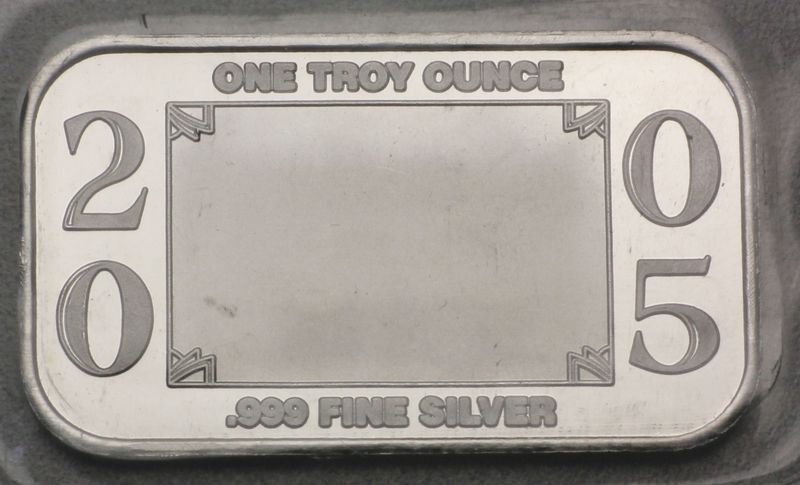 ONE TROY OUNCE
2 0
0 5
.999 FINE SILVER